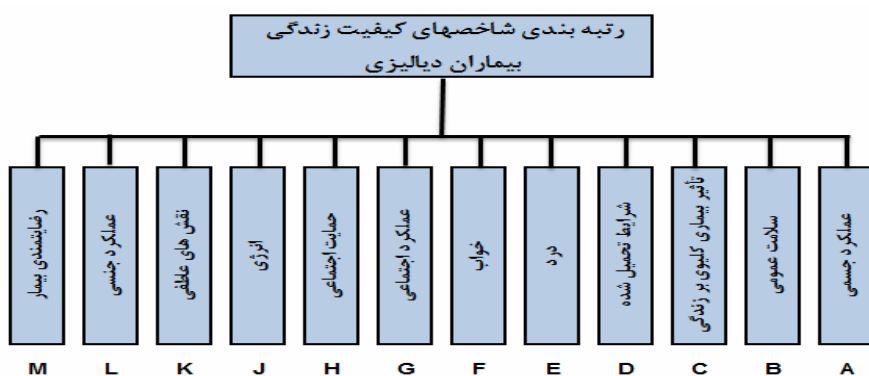 رتبه بندی شاخصهای کیفیت زندگی
بیماران دیالیزی
عملکرد جسمی
سلامت عمومی
تأثیر بیماری کلیوی بر زندگی
شرایط تحمیل شده
درد
خواب
عملکرد اجتماعی
حمایت اجتماعی
انرژی
نقش های عاطفی
عملکرد جنسی
رضایتمندی بیمار
M L K J H G F E D C B A